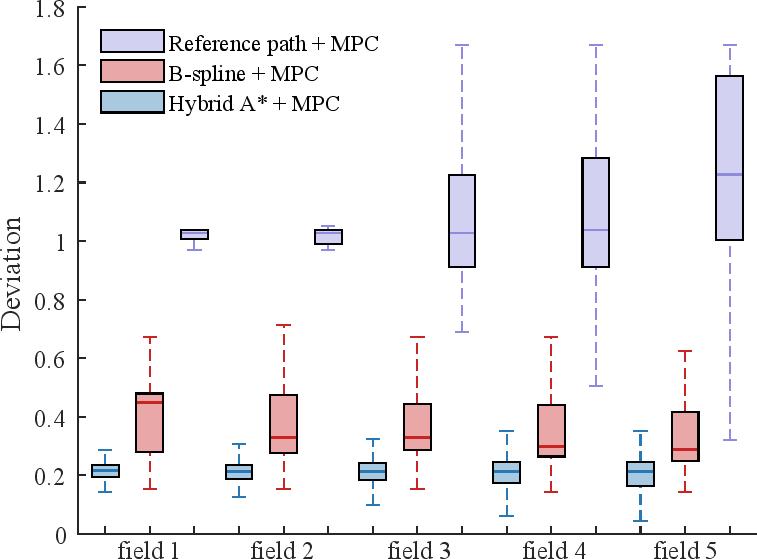 1.8
Reference path + MPC
B-spline + MPC
Hybrid A* + MPC
1.6
1.4
1.2
1
0.8
0.6
0.4
0.2
0
Deviation
field 1 field 2 field 3 field 4 field 5